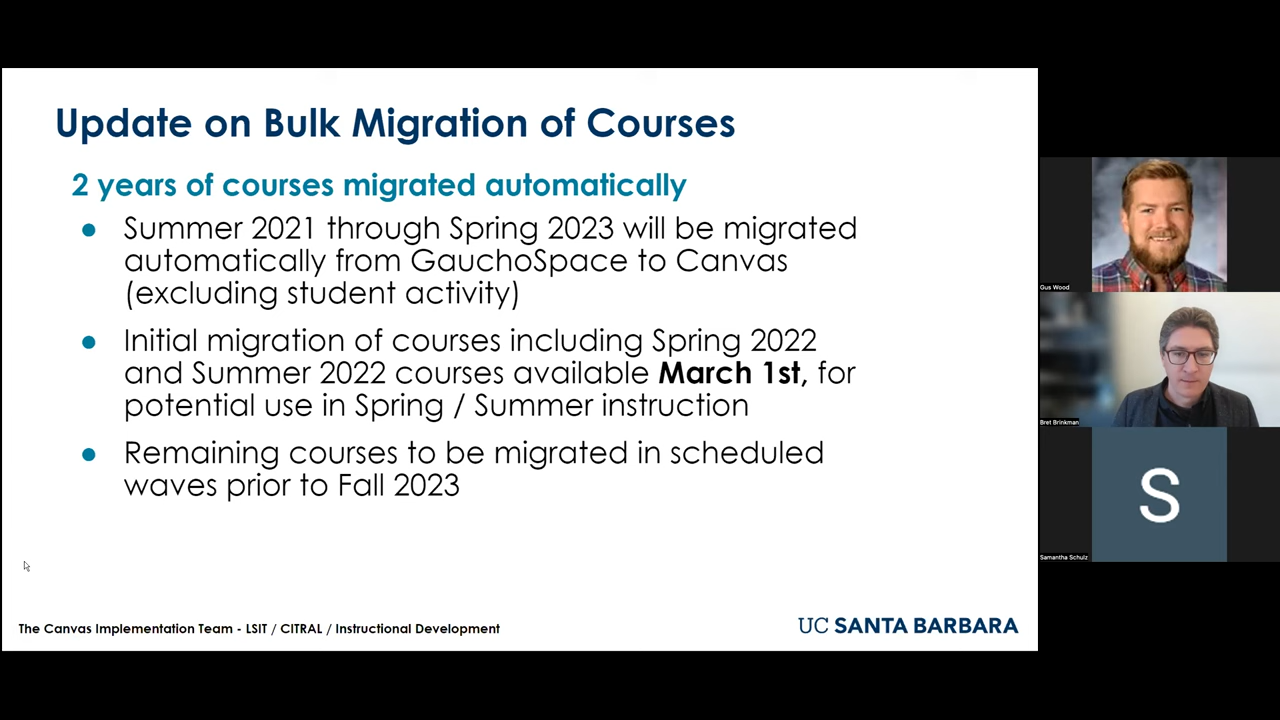 Update on Bulk Migration of Courses
2 years of courses migrated automatically
● Summer 2021 through Spring 2023 will be migrated
automatically from GauchoSpace to Canvas
(excluding student activity)
● Initial migration of courses including Spring 2022
and Summer 2022 courses available March 1st, for
potential use in Spring / Summer instruction
● Remaining courses to be migrated in scheduled
waves prior to Fall 2023
The Canvas Implementation Team - LSIT / CITRAL / Instructional Development
UC SANTA BARBARA
Gus Wood
Bret Brinkman
S
Samantha Schulz